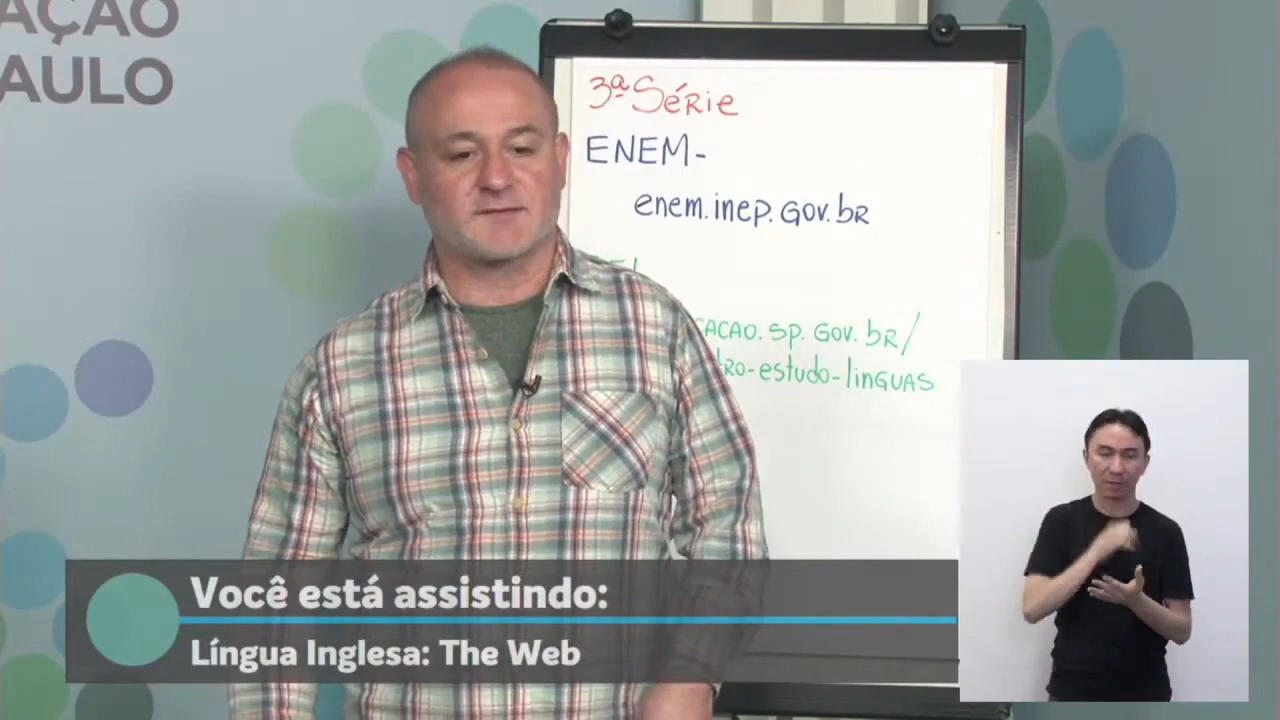 AÇÃO
AULO
3ª Série
ENEM-
enem.inep.gov.br
CACAO.sp.gov.br/
tro-estudo-linguas
Você está assistindo:
Língua Inglesa: The Web